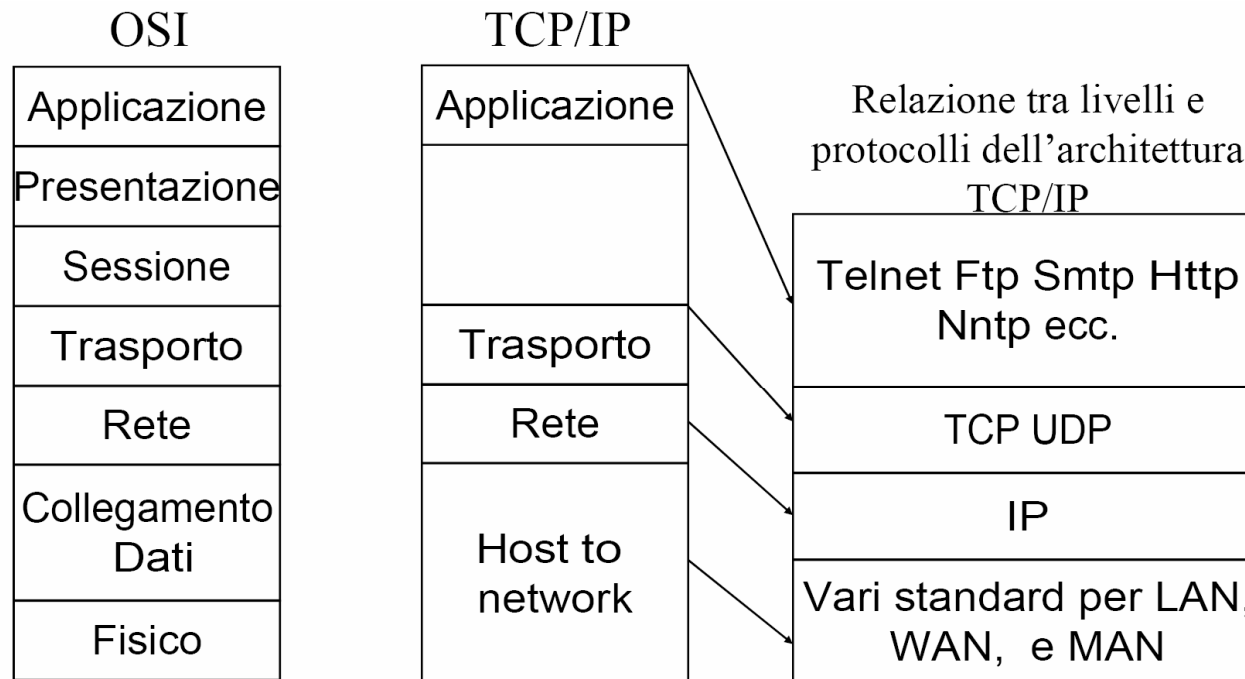 OSI
Applicazione
Presentazione
Sessione
Trasporto
Rete
Collegamento
Dati
Fisico
TCP/IP
Applicazione
Trasporto
Rete
Host to
network
Relazione tra livelli e
protocolli dell’architettura
TCP/IP
Telnet Ftp Smtp Http
Nntp ecc.
TCP UDP
IP
Vari standard per LAN,
WAN, e MAN